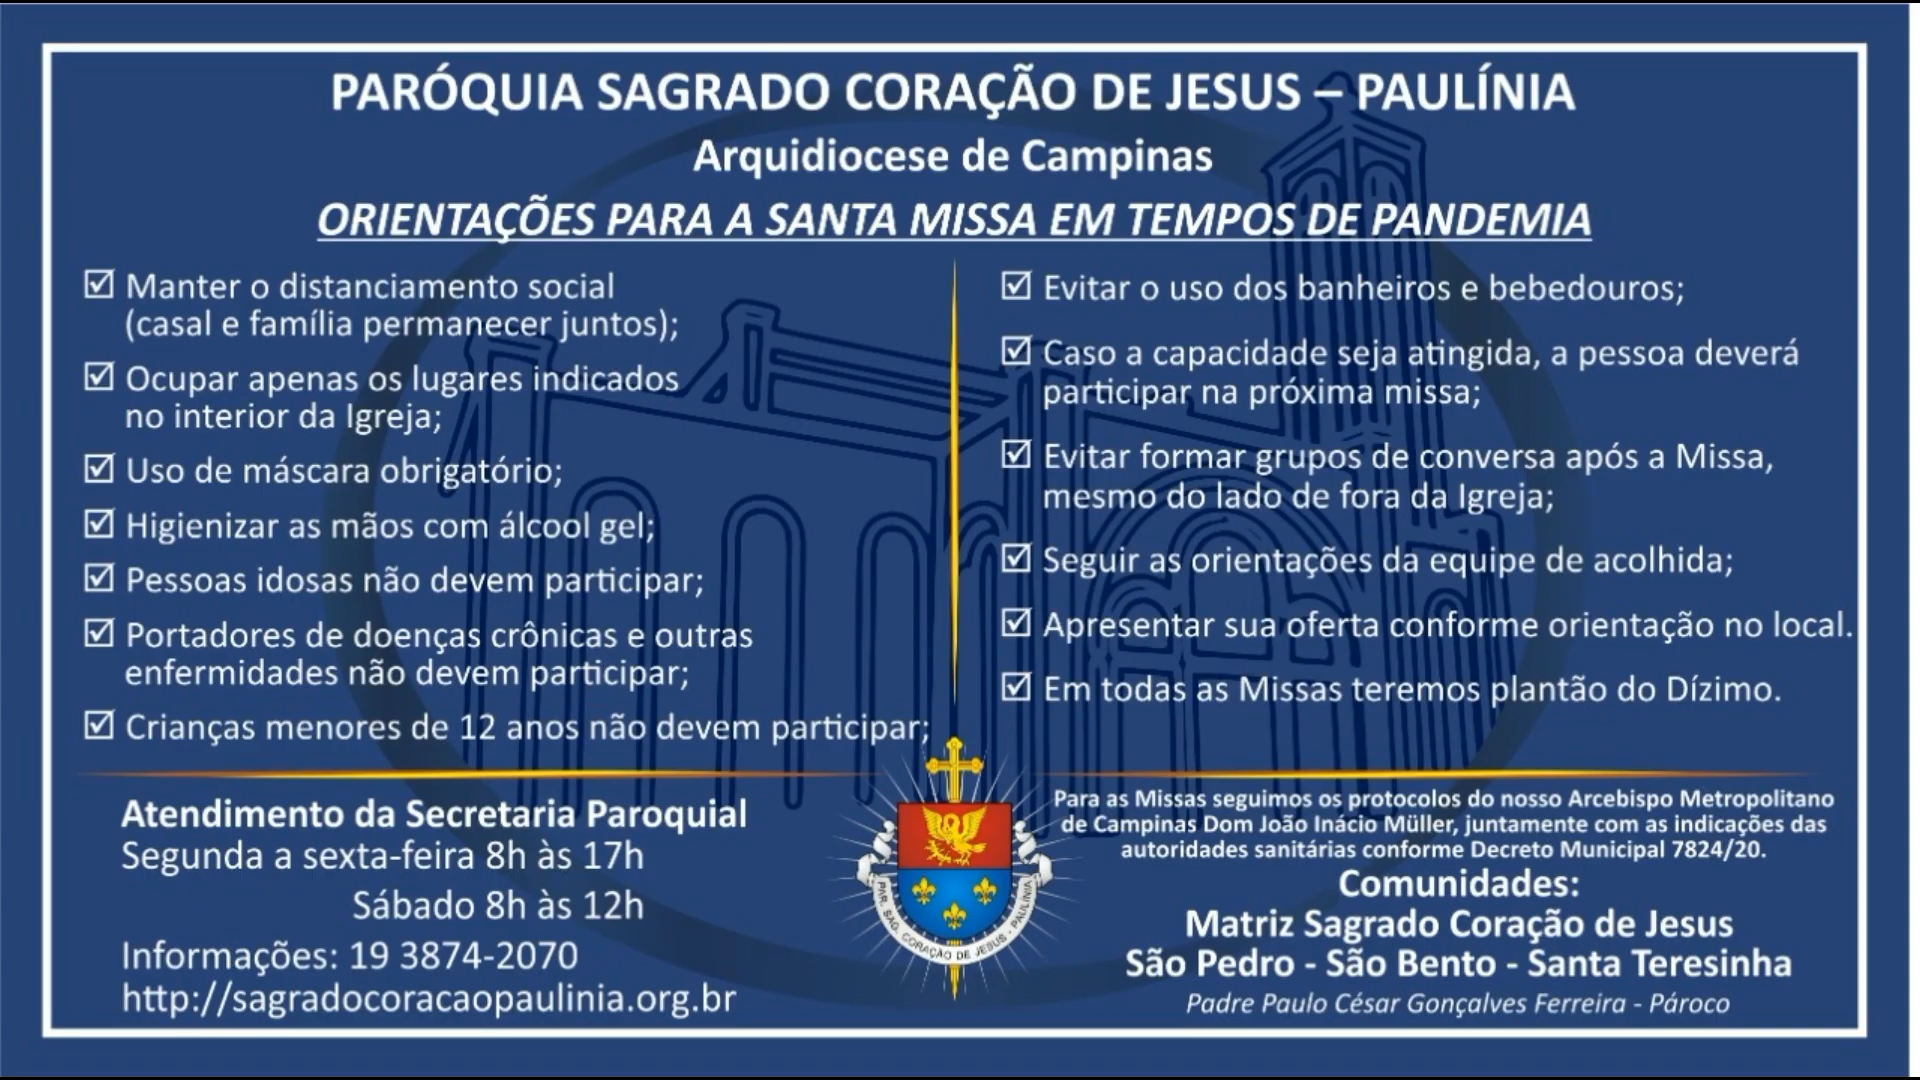 PARÓQUIA SAGRADO CORAÇÃO DE JESUS – PAULÍNIA
Arquidiocese de Campinas
ORIENTAÇÕES PARA A SANTA MISSA EM TEMPOS DE PANDEMIA
☑ Manter o distanciamento social
(casal e família permanecer juntos);
☑ Ocupar apenas os lugares indicados
no interior da Igreja;
☑ Uso de máscara obrigatório;
☑ Higienizar as mãos com álcool gel;
☑ Pessoas idosas não devem participar;
☑ Portadores de doenças crônicas e outras
enfermidades não devem participar;
☑ Crianças menores de 12 anos não devem participar;
☑ Evitar o uso dos banheiros e bebedouros;
☑ Caso a capacidade seja atingida, a pessoa deverá
participar na próxima missa;
☑ Evitar formar grupos de conversa após a Missa,
mesmo do lado de fora da Igreja;
☑ Seguir as orientações da equipe de acolhida;
☑ Apresentar sua oferta conforme orientação no local.
☑ Em todas as Missas teremos plantão do Dízimo.
Atendimento da Secretaria Paroquial
Segunda a sexta-feira 8h às 17h
Sábado 8h às 12h
Informações: 19 3874-2070
http://sagradocoracaopaulinia.org.br
PAR. SAG. CORAÇÃO DE JESUS - PAULINIA
Para as Missas seguimos os protocolos do nosso Arcebispo Metropolitano
de Campinas Dom João Inácio Müller, juntamente com as indicações das
autoridades sanitárias conforme Decreto Municipal 7824/20.
Comunidades:
Matriz Sagrado Coração de Jesus
São Pedro - São Bento - Santa Teresinha
Padre Paulo César Gonçalves Ferreira - Pároco